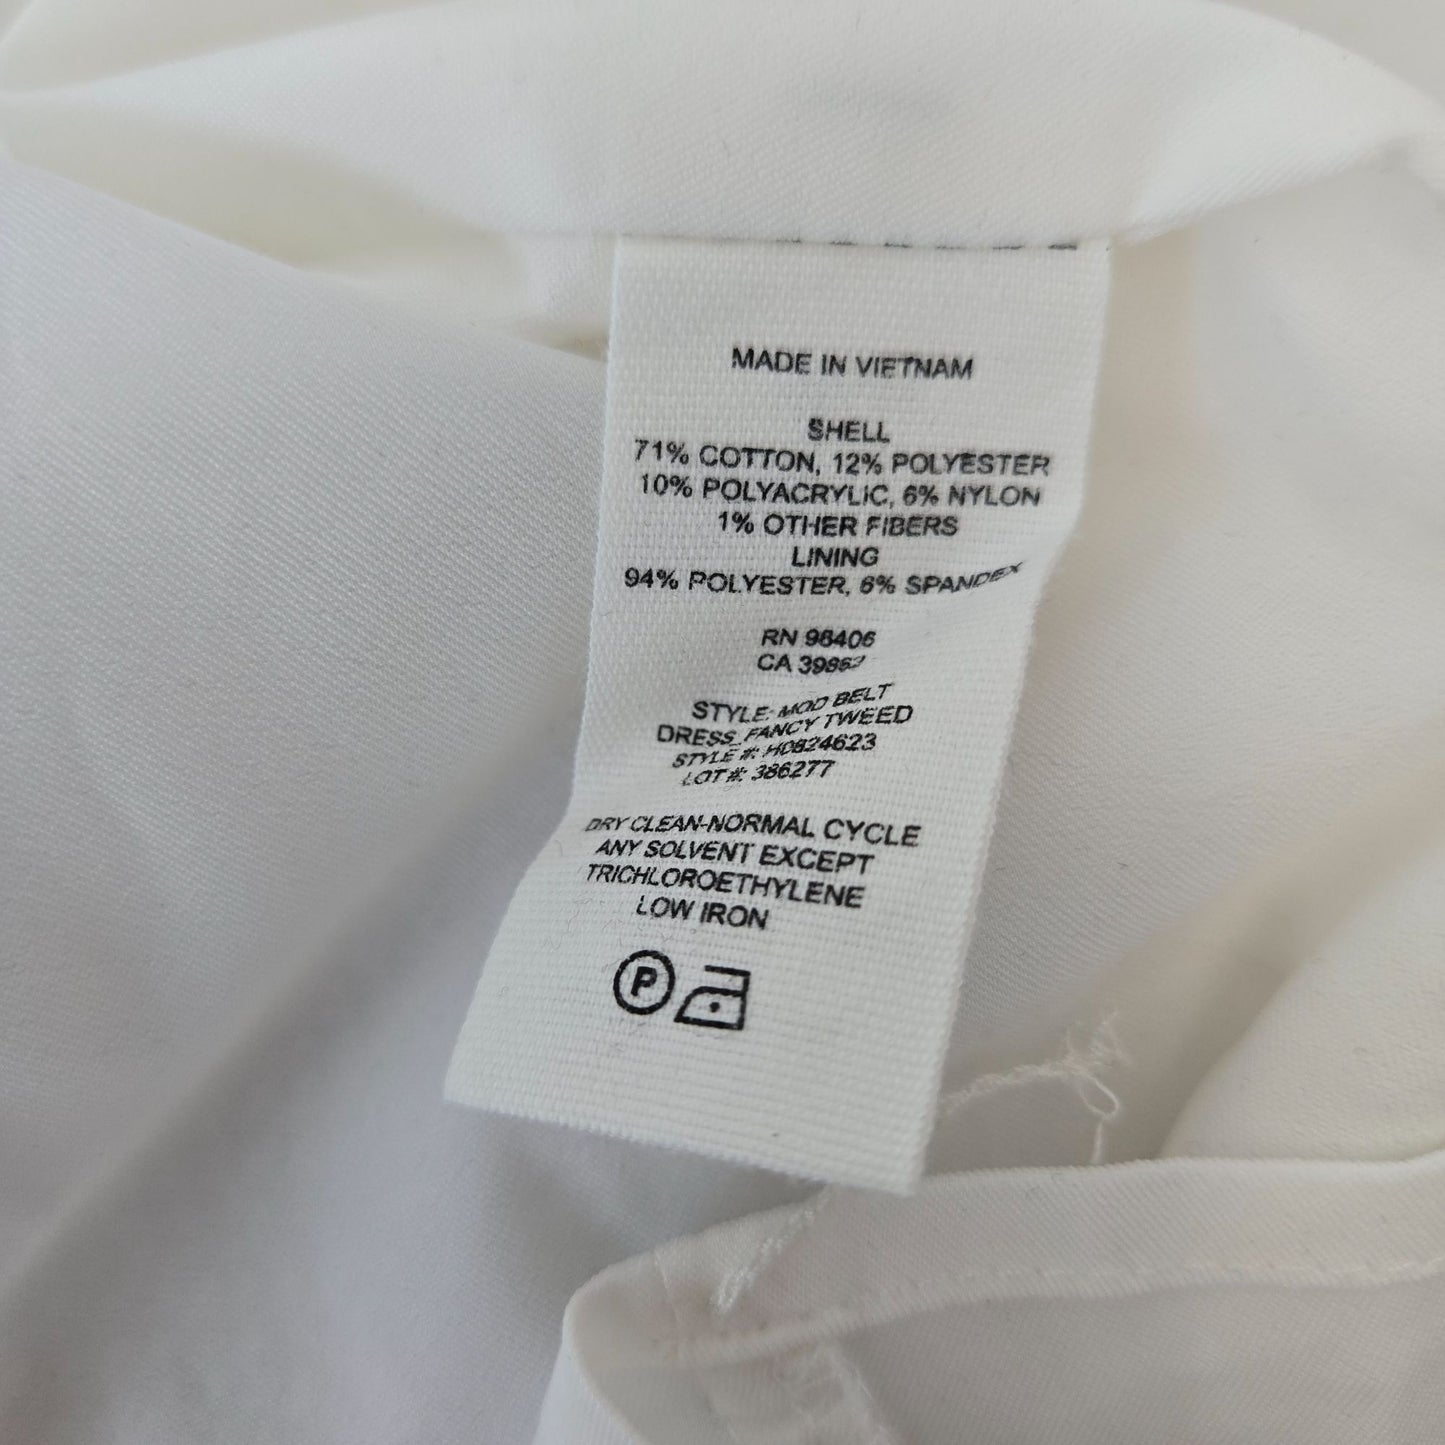 MADE IN VIETNAM
SHELL
71% COTTON, 12% POLYESTER
10% POLYACRYLIC, 6% NYLON
1% OTHER FIBERS
LINING
94% POLYESTER, 6% SPANDEX
RN 98406
CA
STYLE: MOD BELT
DRESS_FANCY TWEED
STYLE #: H0824623
LOT #: 386277
DRY CLEAN-NORMAL CYCLE
ANY SOLVENT EXCEPT
TRICHLOROETHYLENE
LOW IRON
P